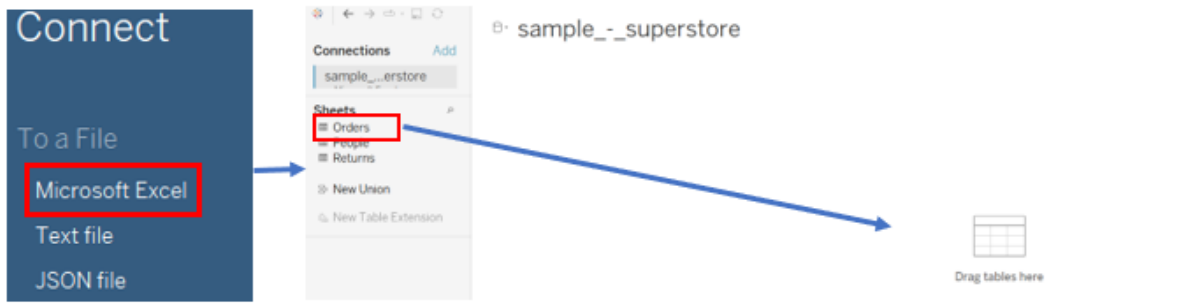 Connect
To a File
Microsoft Excel
Text file
JSON file
Connections Add
sample_...erstore
Sheets
Orders
People
Returns
New Union
New Table Extension
sample_-_superstore
Drag tables here